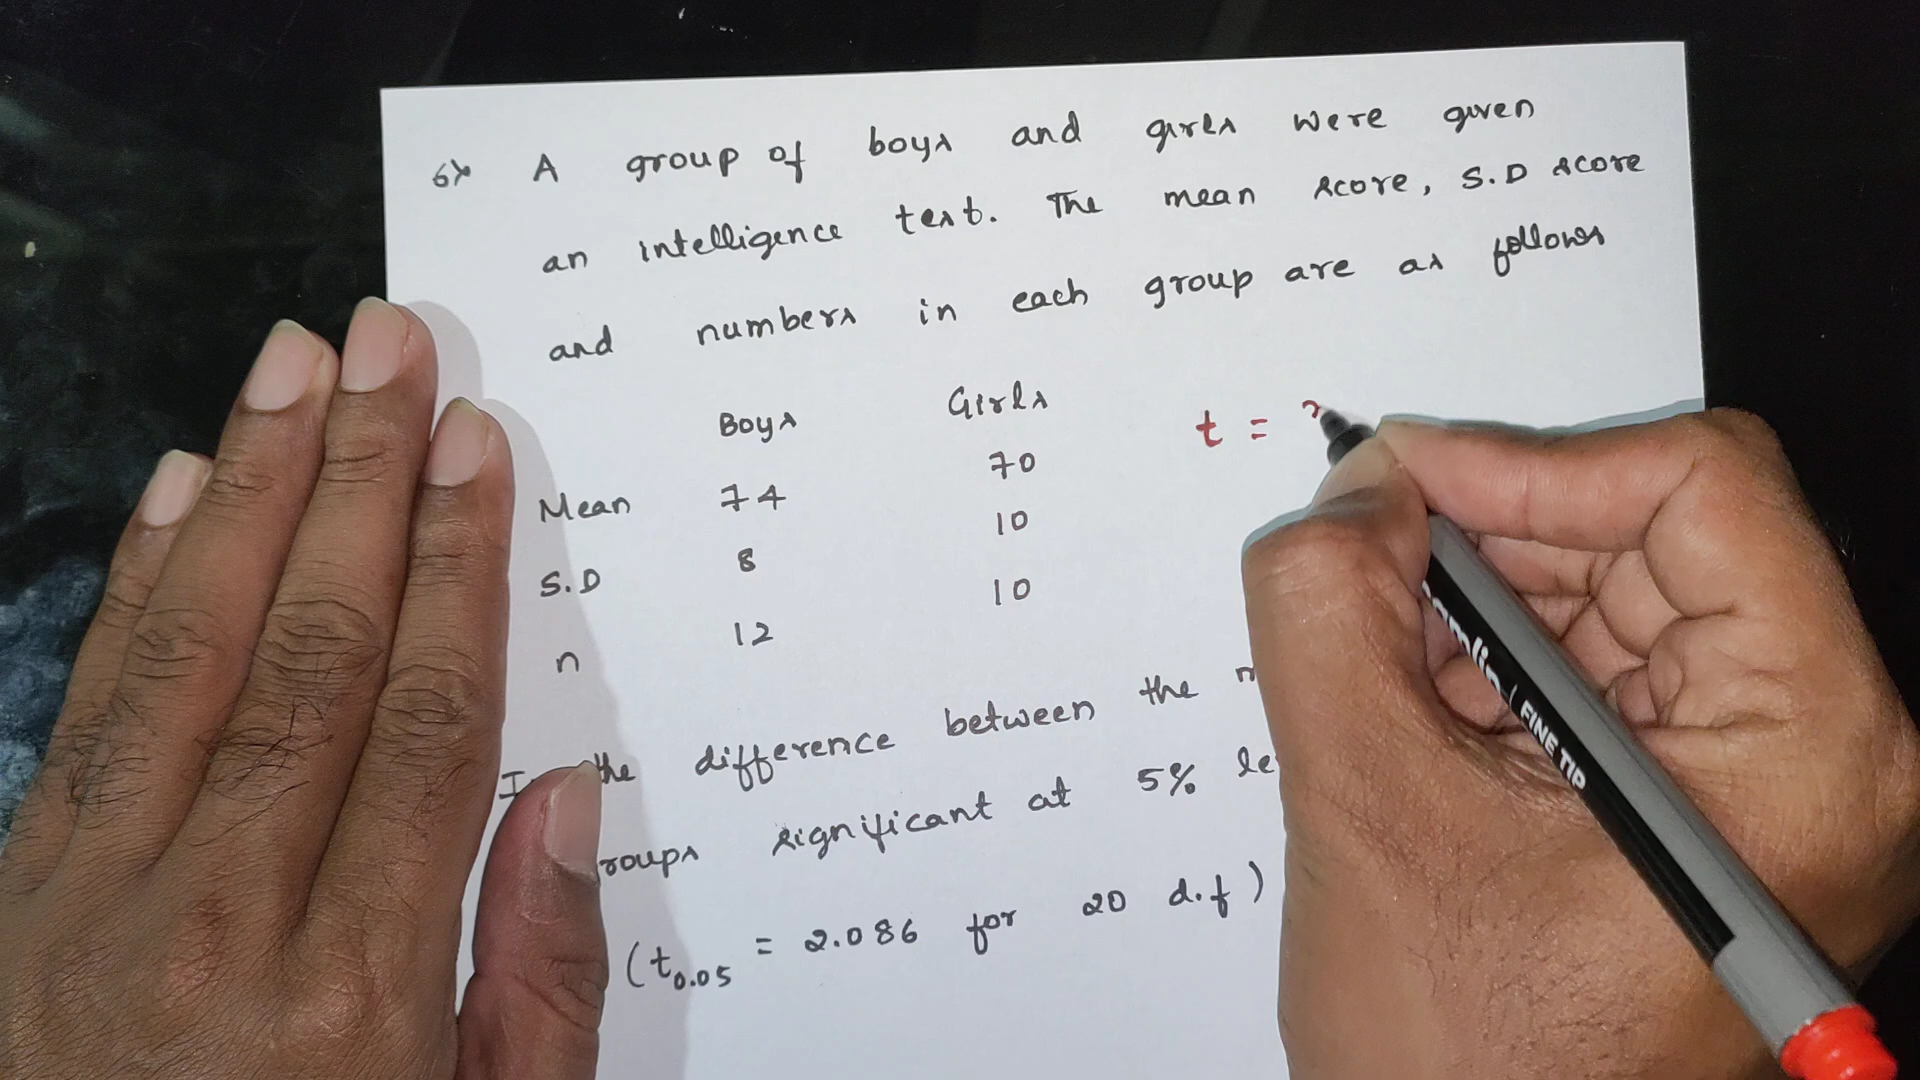 6) A group of boys and girls were given
an intelligence test. The mean score, S.D score
and numbers in each group are as follows
Boys Girls
t =
Mean 74 70
S.D 8 10
n 12 10
the difference between the
significant at 5%
(t0.05 = 2.086 for 20 d.f)
FINE TIP